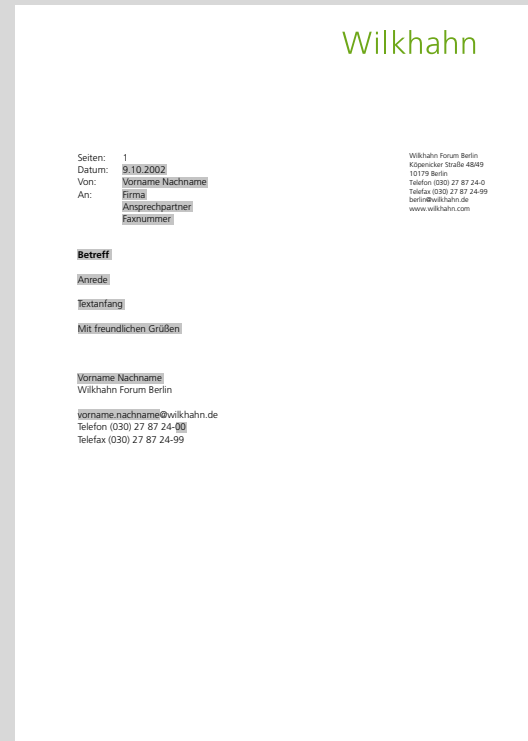 Wilkhahn
Seiten: 1
Datum: 9.10.2002
Von: Vorname Nachname
An: Firma
Ansprechpartner
Faxnummer
Wilkhahn Forum Berlin
Köpenicker Straße 48/49
10179 Berlin
Telefon (030) 27 87 24-0
Telefax (030) 27 87 24-99
berlin@wilkhahn.de
www.wilkhahn.com
Betreff
Anrede
Textanfang
Mit freundlichen Grüßen
Vorname Nachname
Wilkhahn Forum Berlin
vorname.nachname@wilkhahn.de
Telefon (030) 27 87 24-00
Telefax (030) 27 87 24-99